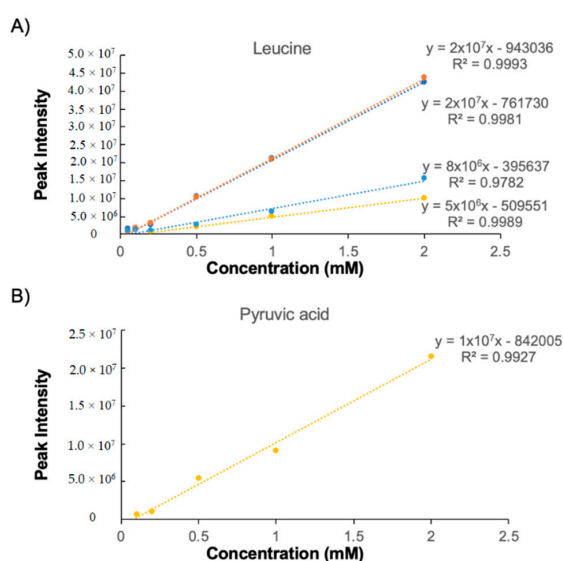 A)
Leucine
5.0 × 10⁷
4.5 × 10⁷
4.0 × 10⁷
3.5 × 10⁷
3.0 × 10⁷
2.5 × 10⁷
2.0 × 10⁷
1.5 × 10⁷
1.0 × 10⁷
5.0 × 10⁶
0
Peak Intensity
y = 2x10⁷x - 943036
R² = 0.9993
y = 2x10⁷x - 761730
R² = 0.9981
y = 8x10⁶x - 395637
R² = 0.9782
y = 5x10⁶x - 509551
R² = 0.9989
0 0.5 1 1.5 2 2.5
Concentration (mM)
B)
Pyruvic acid
2.5 × 10⁷
2.0 × 10⁷
1.0 × 10⁷
5.0 × 10⁶
0
Peak Intensity
y = 1x10⁷x - 842005
R² = 0.9927
0 0.5 1 2 2.5
Concentration (mM)